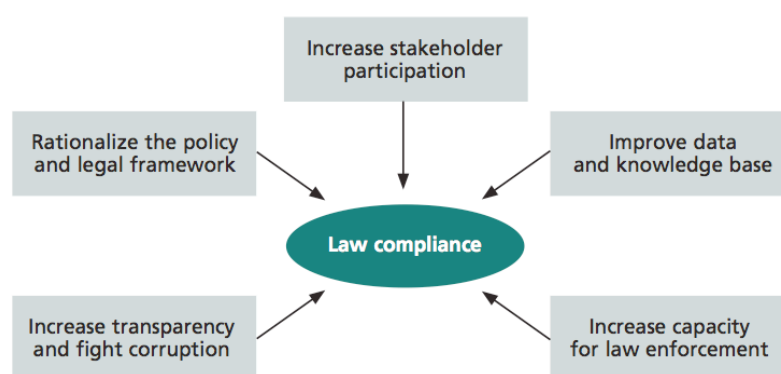 Increase stakeholder
participation
Rationalize the policy
and legal framework
Improve data
and knowledge base
Law compliance
Increase transparency
and fight corruption
Increase capacity
for law enforcement